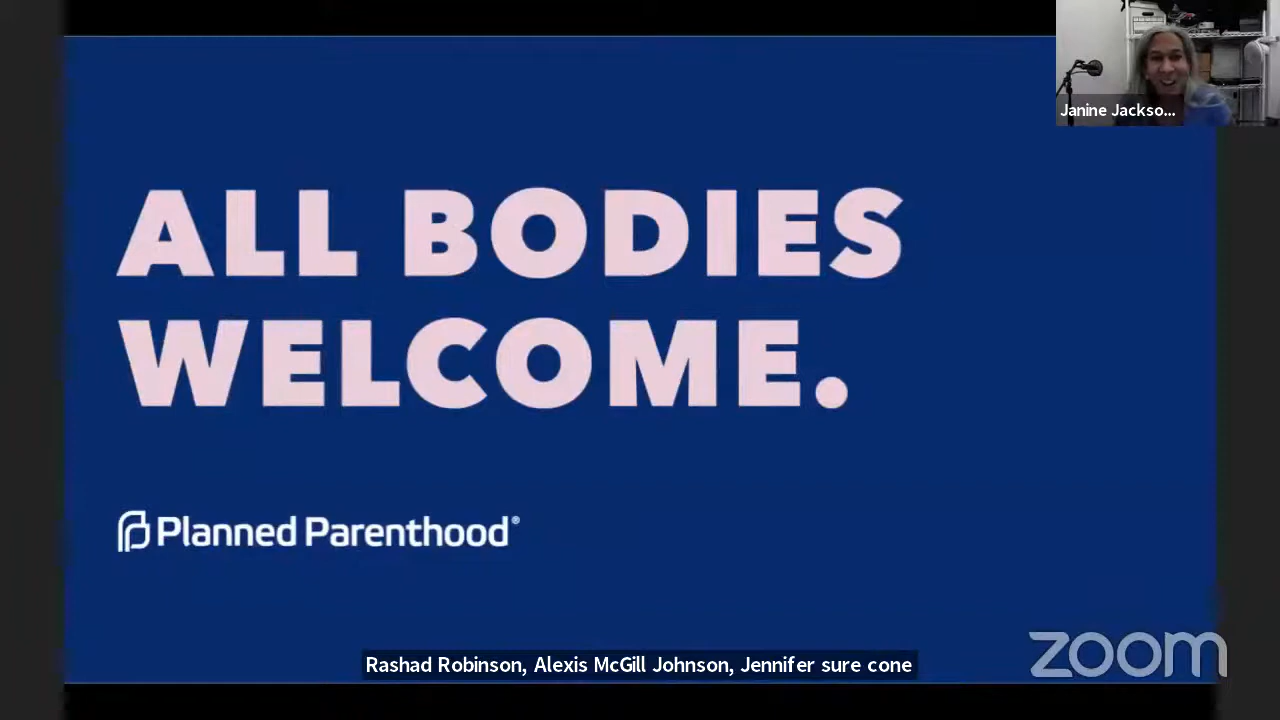 Janine Jackso...
ALL BODIES
WELCOME.
Planned Parenthood®
Rashad Robinson, Alexis McGill Johnson, Jennifer sure cone
zoom